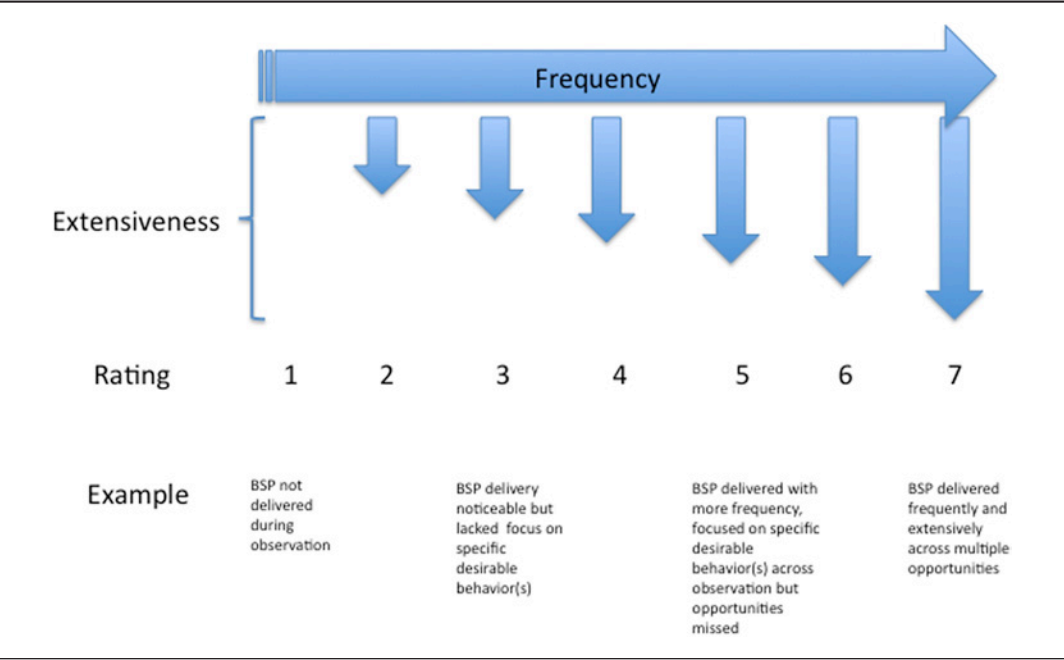 Frequency
Extensiveness
Rating
1
2
3
4
5
6
7
Example
BSP not
delivered
during
observation
BSP delivery
noticeable but
lacked focus on
specific
desirable
behavior(s)
BSP delivered with
more frequency,
focused on specific
desirable
behavior(s) across
observation but
opportunities
missed
BSP delivered
frequently and
extensively
across multiple
opportunities